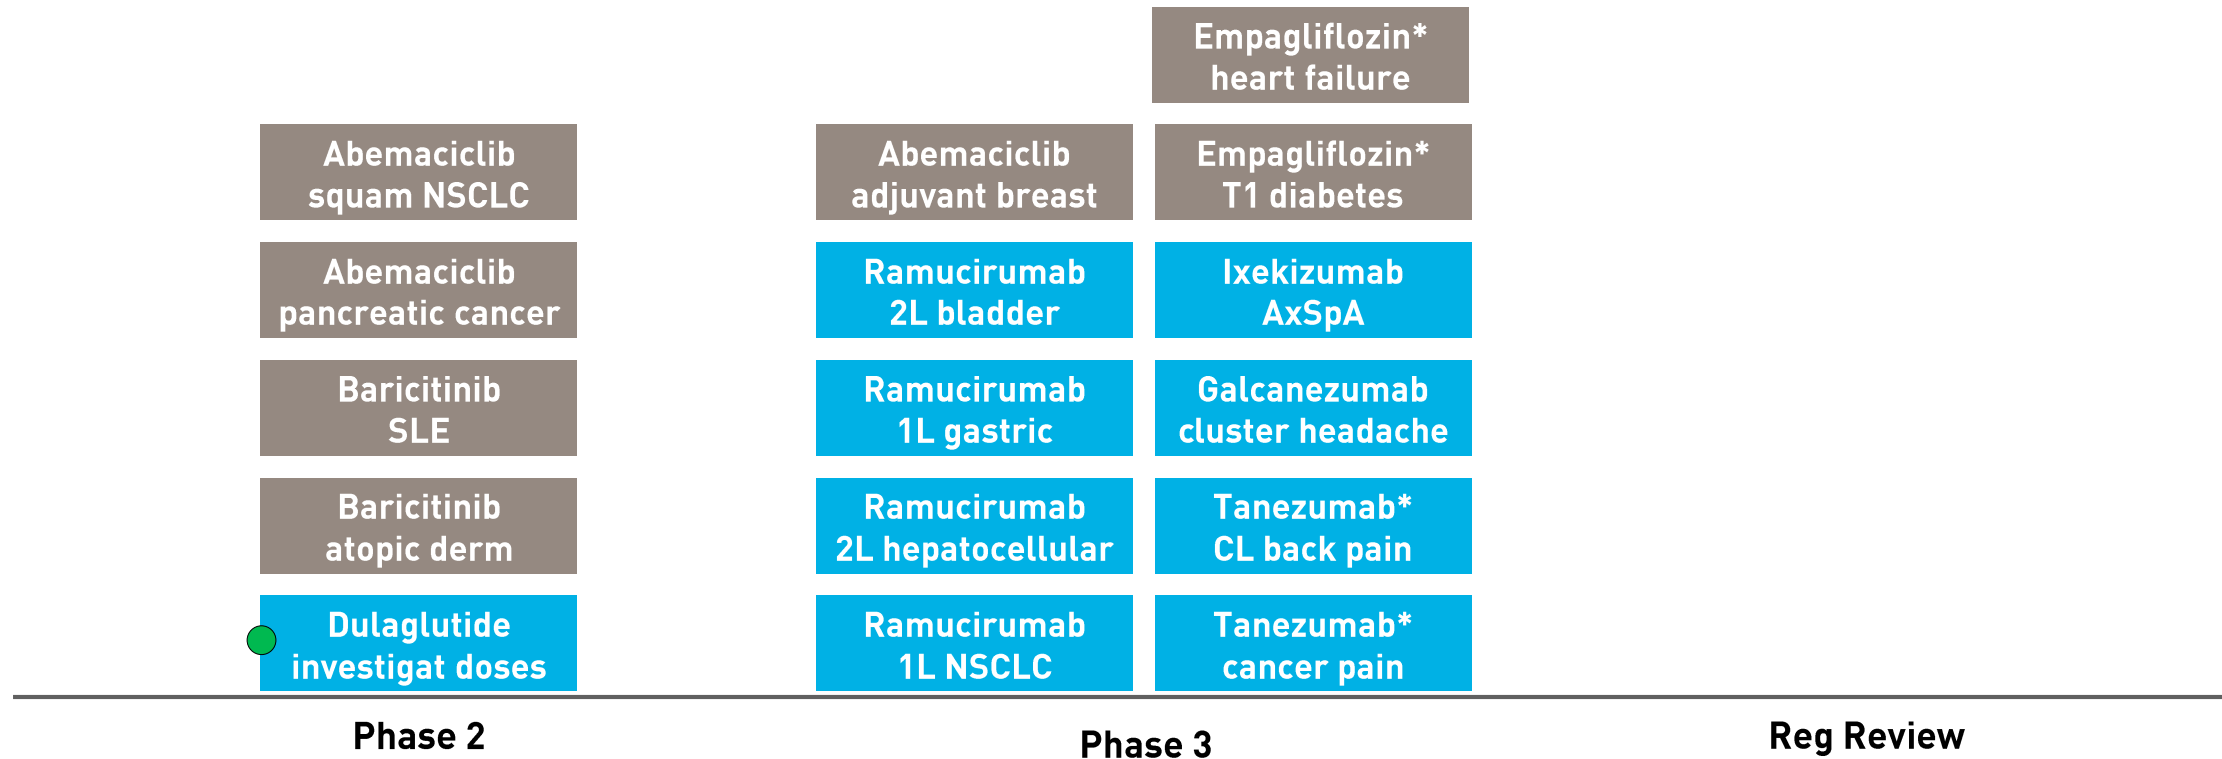 Empagliflozin*
heart failure
Abemaciclib
squam NSCLC
Abemaciclib
adjuvant breast
Empagliflozin*
T1 diabetes
Abemaciclib
pancreatic cancer
Ramucirumab
2L bladder
Ixekizumab
AxSpA
Baricitinib
SLE
Ramucirumab
1L gastric
Galcanezumab
cluster headache
Baricitinib
atopic derm
Ramucirumab
2L hepatocellular
Tanezumab*
CL back pain
Dulaglutide
investigat doses
Ramucirumab
1L NSCLC
Tanezumab*
cancer pain
Phase 2
Phase 3
Reg Review